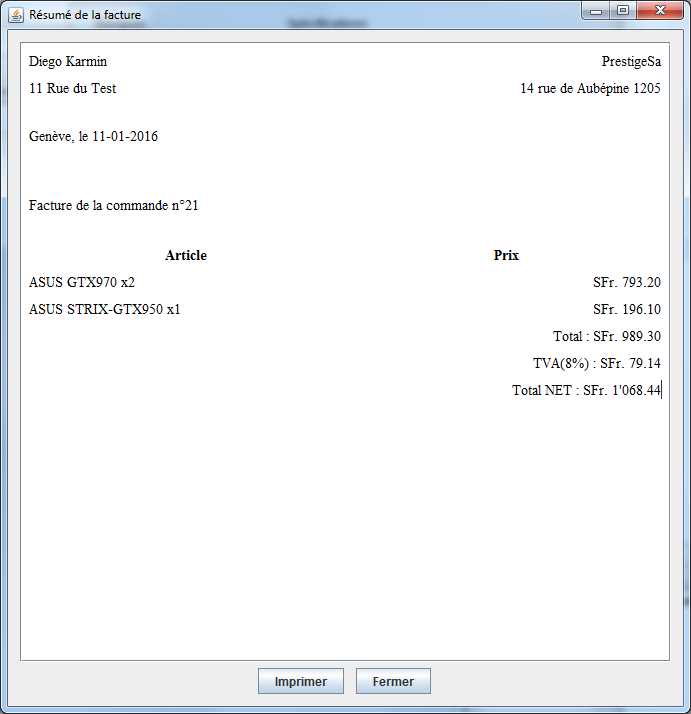 Résumé de la facture
Diego Karmin PrestigeSa
11 Rue du Test 14 rue de Aubépine 1205
Genève, le 11-01-2016
Facture de la commande n°21
Article Prix
ASUS GTX970 x2 SFr. 793.20
ASUS STRIX-GTX950 x1 SFr. 196.10
Total : SFr. 989.30
TVA(8%) : SFr. 79.14
Total NET : SFr. 1'068.44
Imprimer Fermer